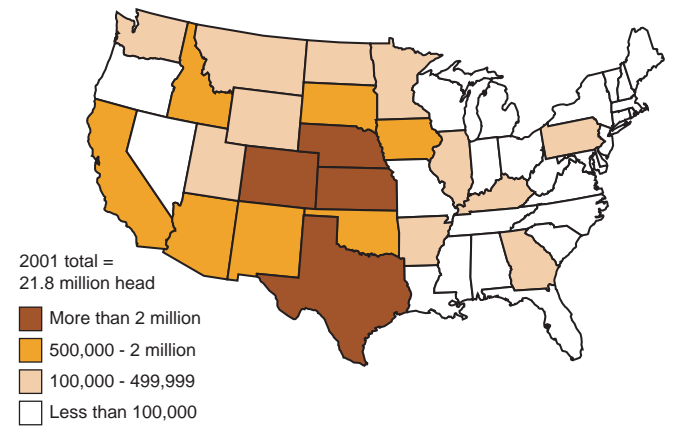 2001 total =
21.8 million head
More than 2 million
500,000 - 2 million
100,000 - 499,999
Less than 100,000